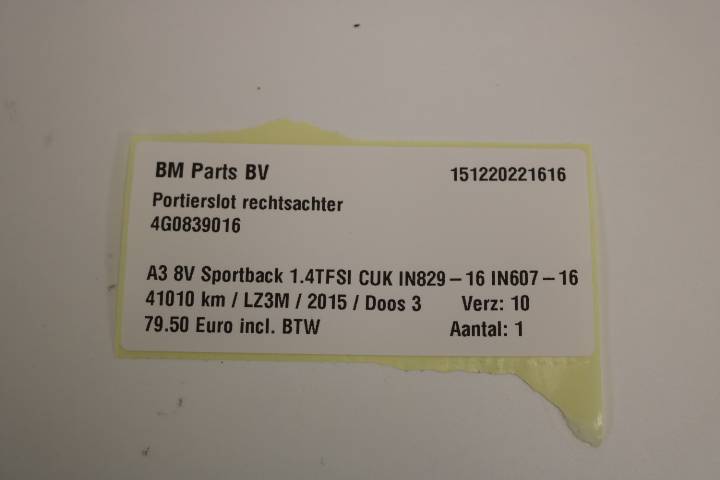 BM Parts BV 151220221616
Portierslot rechtsachter
4G0839016
A3 8V Sportback 1.4TFSI CUK IN829-16 IN607-16
41010 km / LZ3M / 2015 / Doos 3 Verz: 10
79.50 Euro incl. BTW Aantal: 1